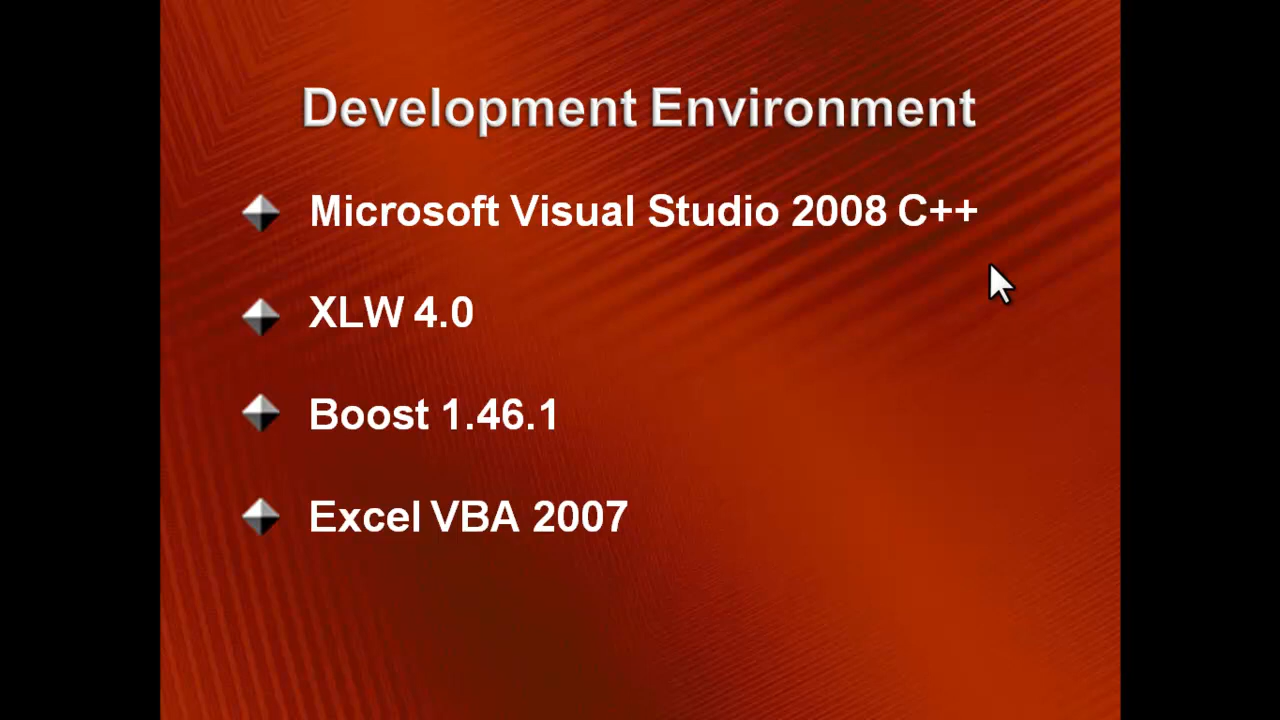 Development Environment
Microsoft Visual Studio 2008 C++
XLW 4.0
Boost 1.46.1
Excel VBA 2007